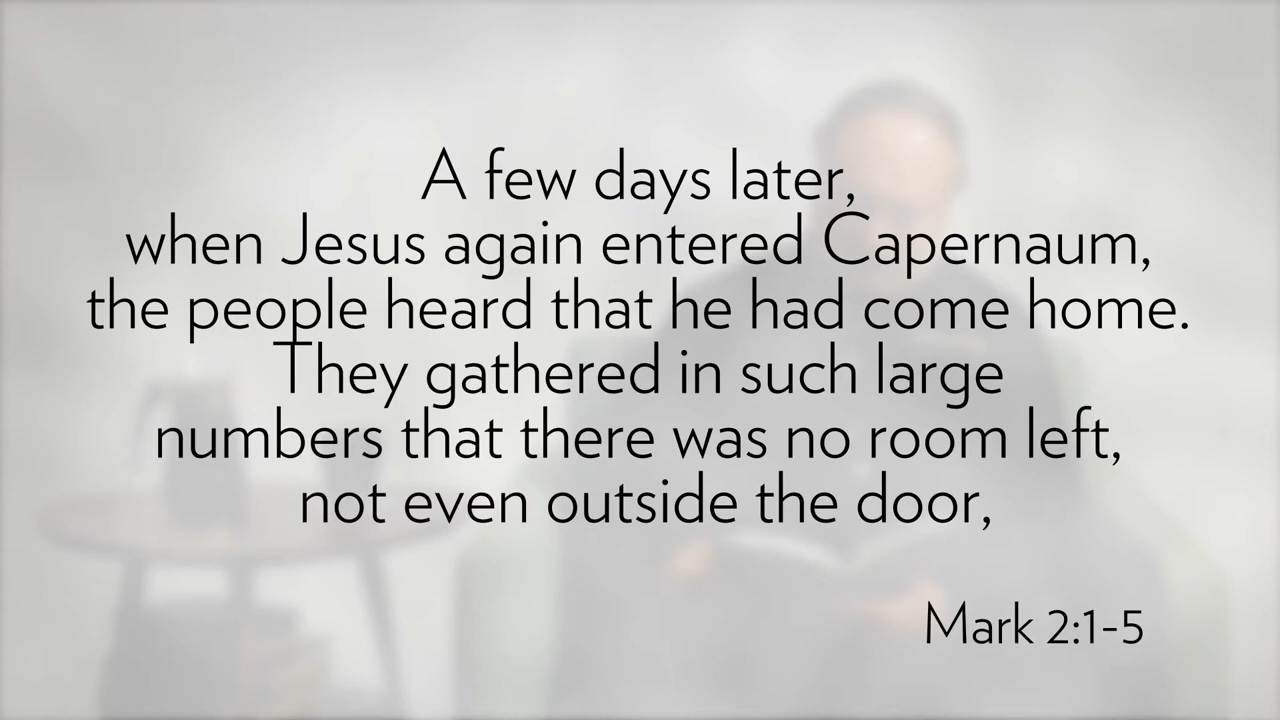 A few days later,
when Jesus again entered Capernaum,
the people heard that he had come home.
They gathered in such large
numbers that there was no room left,
not even outside the door,
Mark 2:1-5